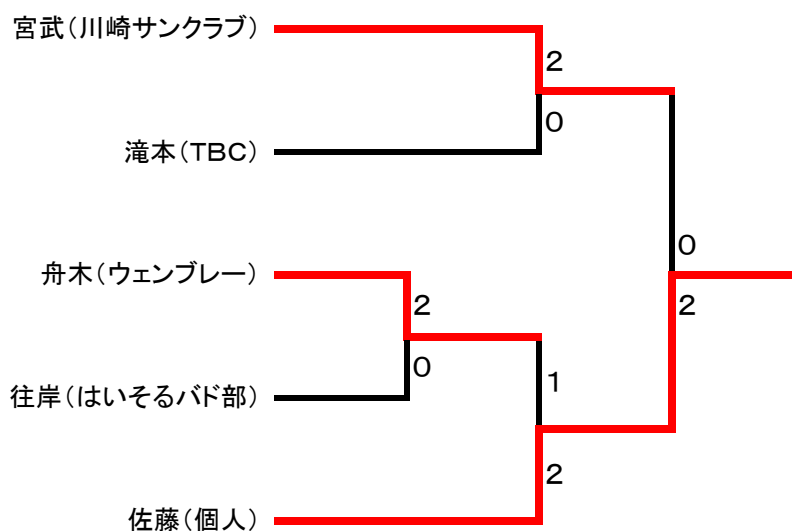 宮武（川崎サンクラブ）
２
０
滝本（ＴＢＣ）
０
舟木（ウェンブレー）
２
２
０
１
往岸（はいそるバド部）
２
佐藤（個人）